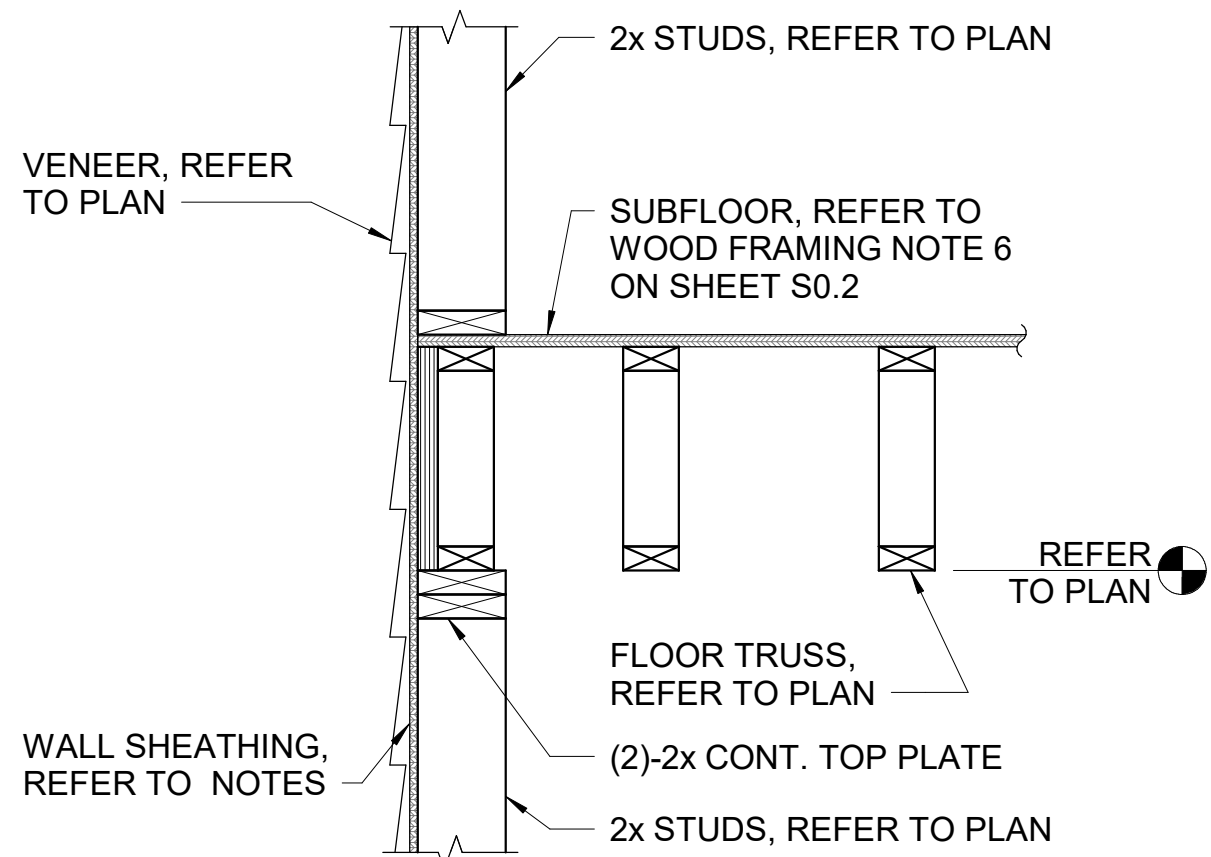 2x STUDS, REFER TO PLAN
VENEER, REFER
TO PLAN
SUBFLOOR, REFER TO
WOOD FRAMING NOTE 6
ON SHEET S0.2
REFER
TO PLAN
FLOOR TRUSS,
REFER TO PLAN
WALL SHEATHING,
REFER TO NOTES
(2)-2x CONT. TOP PLATE
2x STUDS, REFER TO PLAN